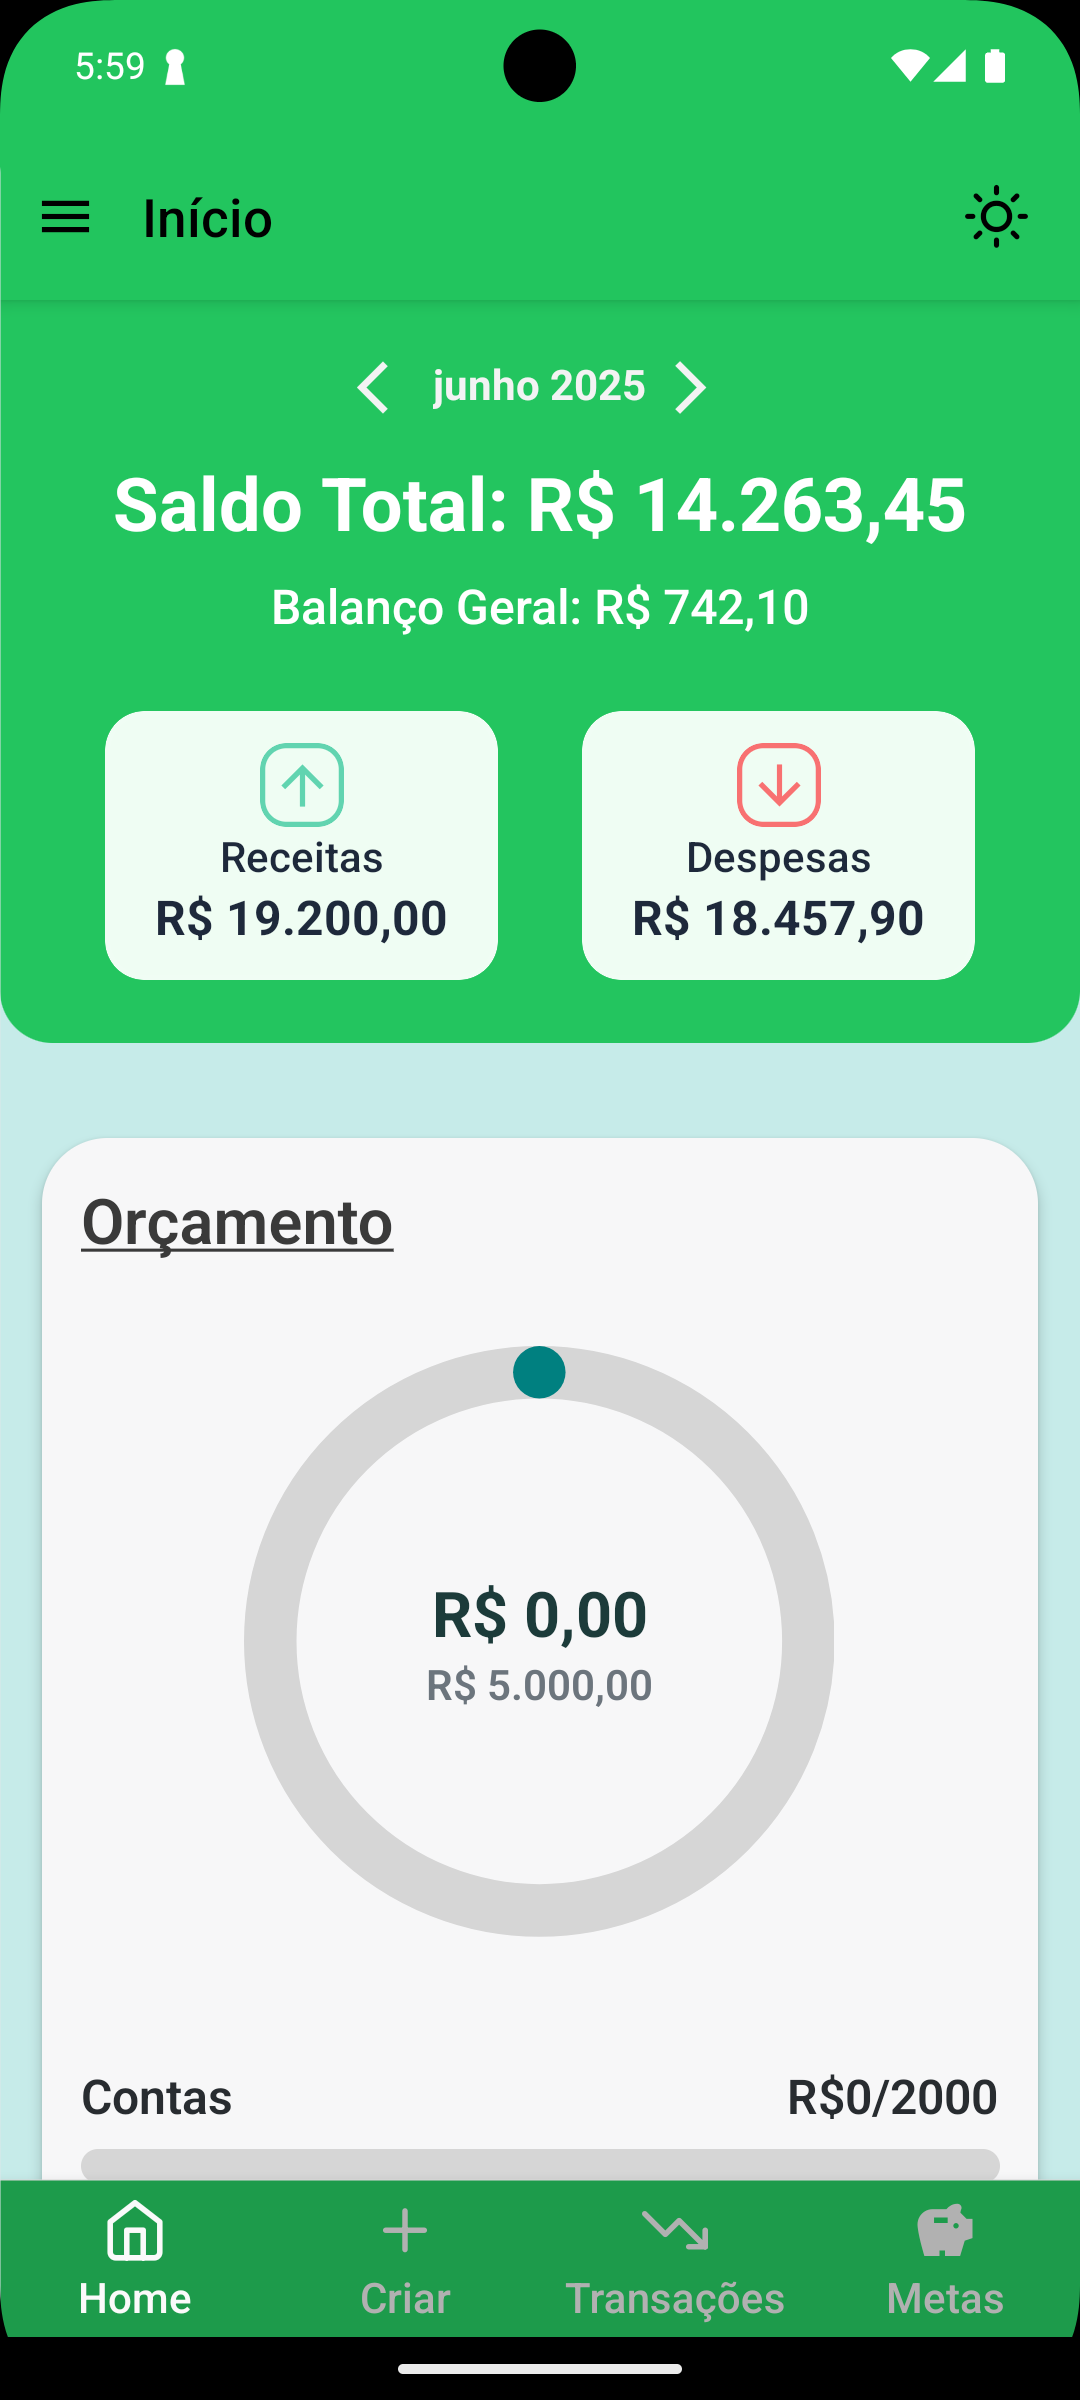 5:59
Início
junho 2025
Saldo Total: R$ 14.263,45
Balanço Geral: R$ 742,10
Receitas
R$ 19.200,00
Despesas
R$ 18.457,90
Orçamento
R$ 0,00
R$ 5.000,00
Contas R$0/2000
Home Criar Transações Metas